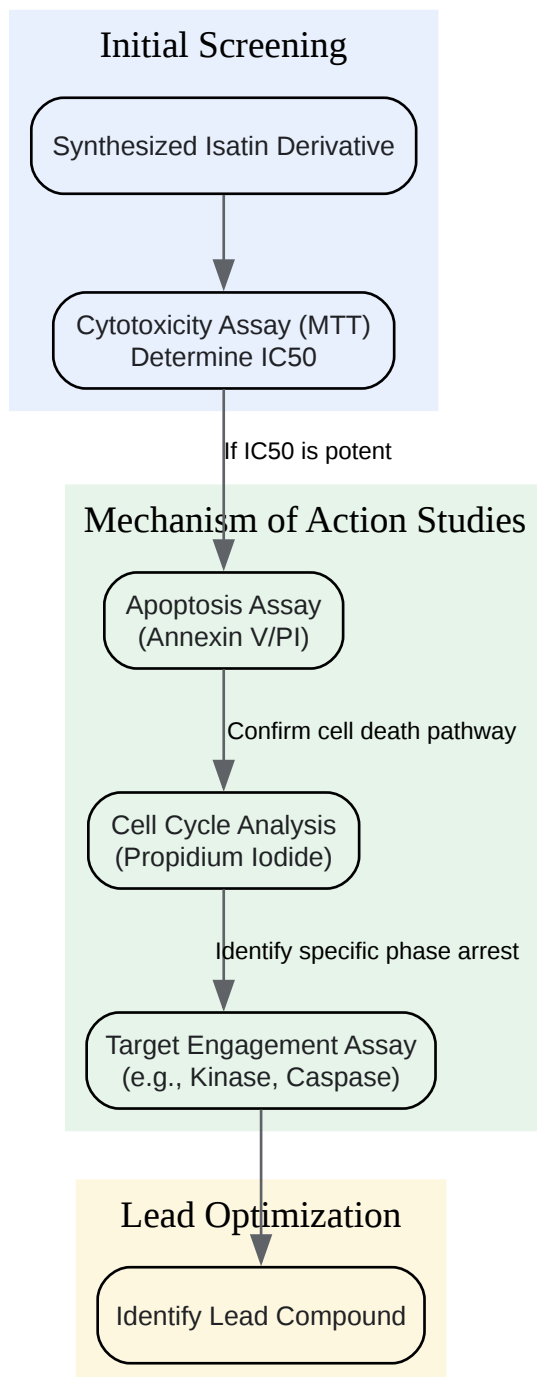 Initial Screening
Synthesized Isatin Derivative
Cytotoxicity Assay (MTT)
Determine IC50
If IC50 is potent
Mechanism of Action Studies
Apoptosis Assay
(Annexin V/PI)
Confirm cell death pathway
Cell Cycle Analysis
(Propidium Iodide)
Identify specific phase arrest
Target Engagement Assay
(e.g., Kinase, Caspase)
Lead Optimization
Identify Lead Compound